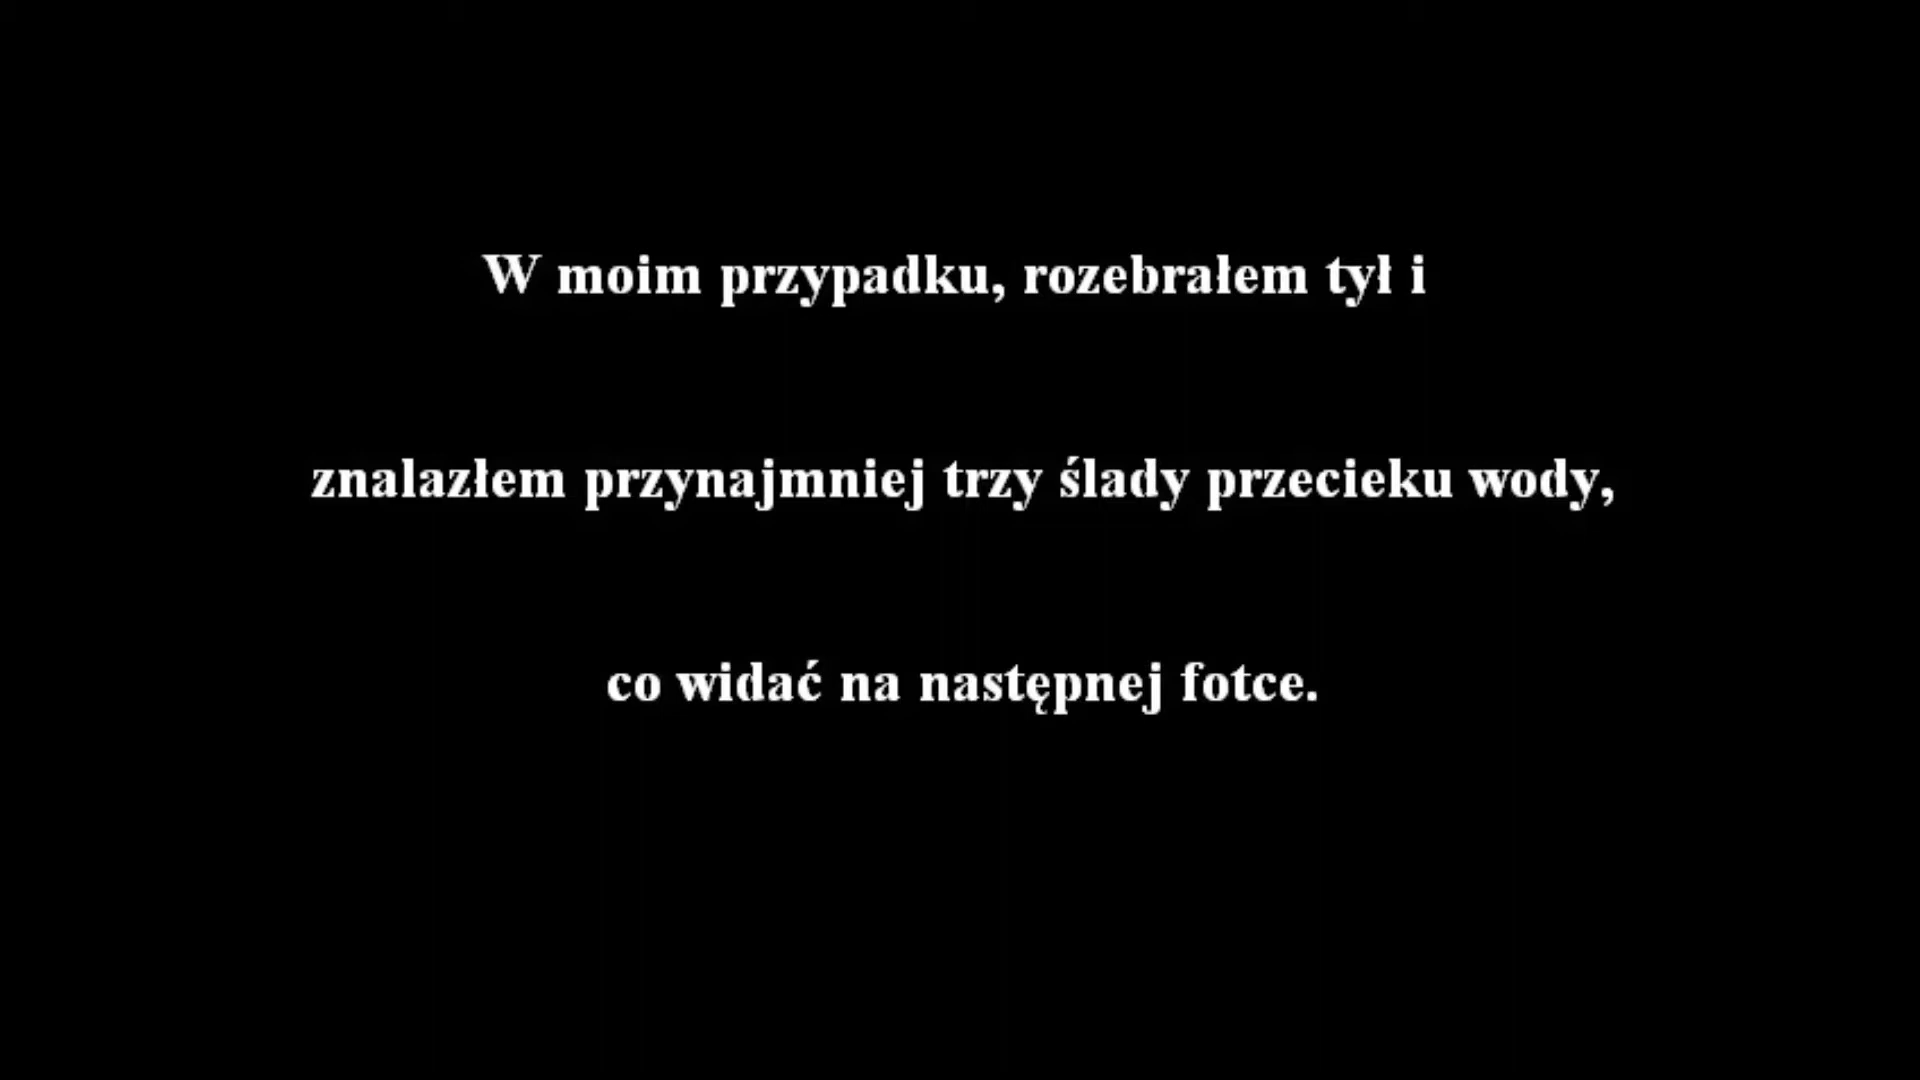 W moim przypadku, rozebrałem tył i
znalazłem przynajmniej trzy ślady przecieku wody,
co widać na następnej fotce.